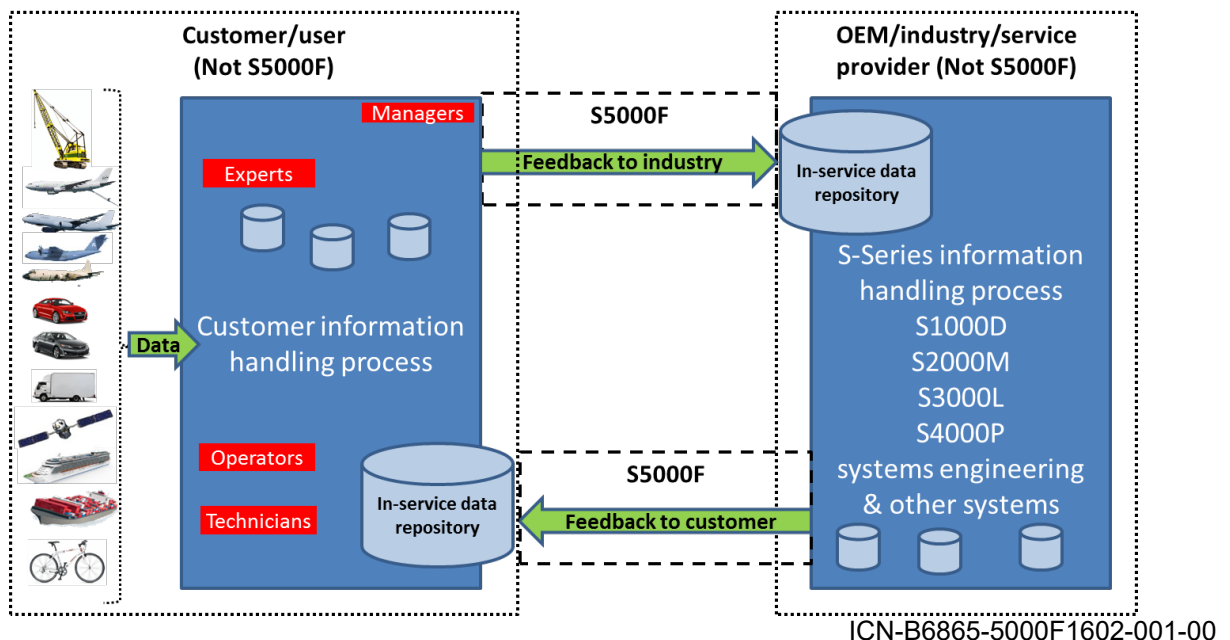 Customer/user
(Not S5000F)
Managers
Experts
Data
Customer information
handling process
Operators
Technicians
In-service data
repository
S5000F
Feedback to industry
S5000F
Feedback to customer
OEM/industry/service
provider (Not S5000F)
In-service data
repository
S-Series information
handling process
S1000D
S2000M
S3000L
S4000P
systems engineering
& other systems
ICN-B6865-5000F1602-001-00